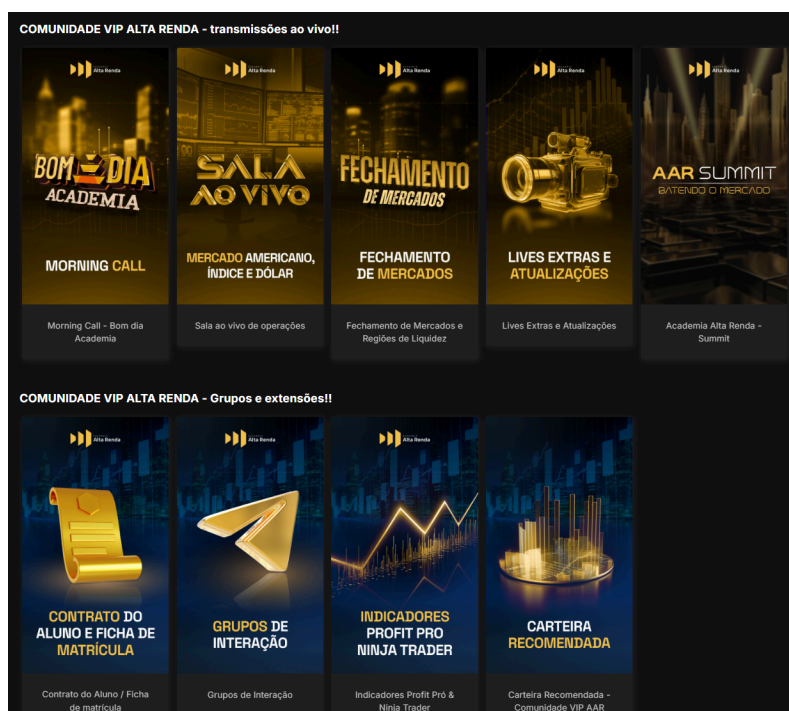 COMUNIDADE VIP ALTA RENDA - transmissões ao vivo!!
Alta Renda
Alta Renda
Alta Renda
Alta Renda
Alta Renda
BOM DIA
ACADEMIA
MORNING CALL
SALA
AO VIVO
MERCADO AMERICANO,
ÍNDICE E DÓLAR
FECHAMENTO
DE MERCADOS
FECHAMENTO
DE MERCADOS
LIVES EXTRAS E
ATUALIZAÇÕES
AAR SUMMIT
BATENDO O MERCADO
Morning Call - Bom dia
Academia
Sala ao vivo de operações
Fechamento de Mercados e
Regiões de Liquidez
Lives Extras e Atualizações
Academia Alta Renda -
Summit
COMUNIDADE VIP ALTA RENDA - Grupos e extensões!!
Alta Renda
Alta Renda
Alta Renda
CONTRATO DO
ALUNO E FICHA DE
MATRÍCULA
GRUPOS DE
INTERAÇÃO
INDICADORES
PROFIT PRO
NINJA TRADER
CARTEIRA
RECOMENDADA
Contrato do Aluno / Ficha
de matrícula
Grupos de Interação
Indicadores Profit Pró &
Ninja Trader
Carteira Recomendada -
Comunidade VIP AAR